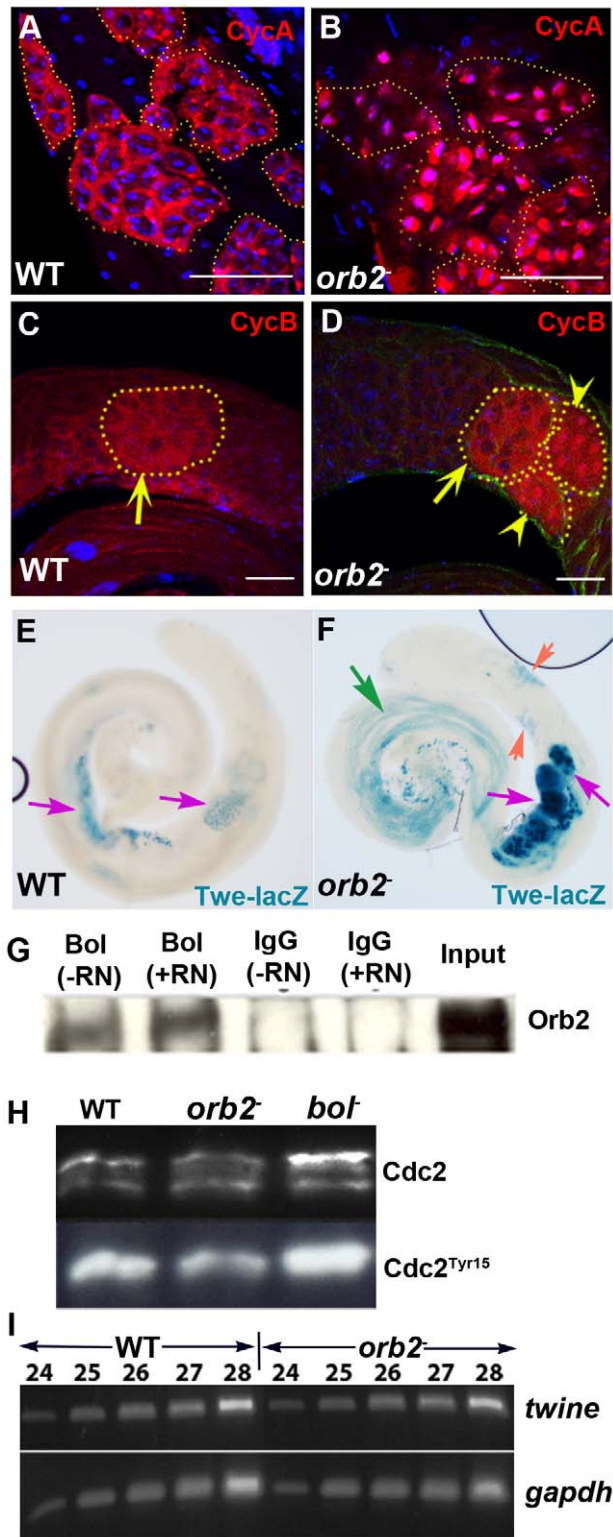 A CycA
B CycA
WT
orb2-
C CycB
D CycB
WT
orb2-
E
F
WT Twe-lacZ
orb2- Twe-lacZ
G Bol (-RN) Bol (+RN) IgG (-RN) IgG (+RN) Input
Orb2
H WT orb2- bol-
Cdc2
Cdc2Tyr15
I WT orb2-
24 25 26 27 28 24 25 26 27 28
twine
gapdh